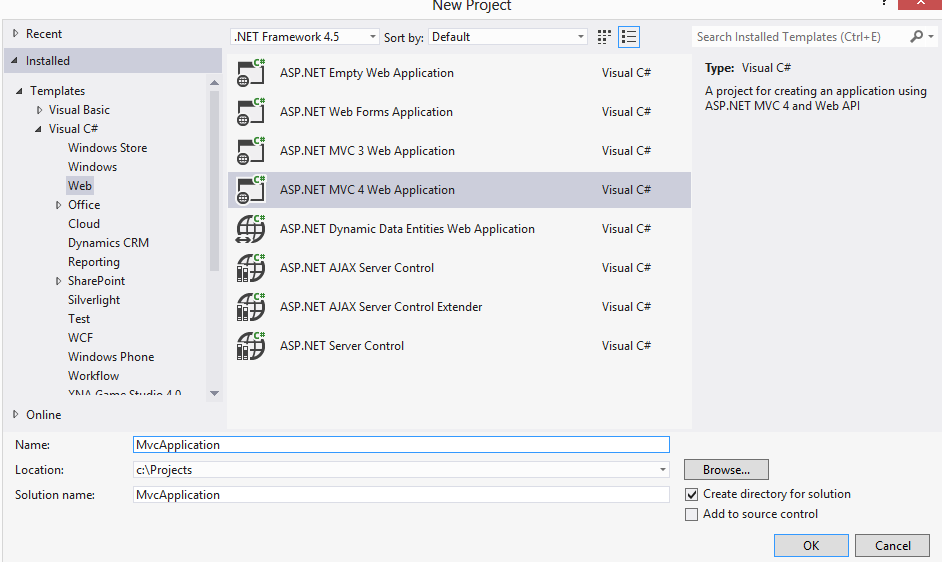 New Project
?
Recent
.NET Framework 4.5
Sort by:
Default
Search Installed Templates (Ctrl+E)
Installed
Templates
Visual Basic
Visual C#
Windows Store
Windows
Web
Office
Cloud
Dynamics CRM
Reporting
SharePoint
Silverlight
Test
WCF
Windows Phone
Workflow
XNA Game Studio 4.0
Online
C# ASP.NET Empty Web Application Visual C#
C# ASP.NET Web Forms Application Visual C#
C# ASP.NET MVC 3 Web Application Visual C#
C# ASP.NET MVC 4 Web Application Visual C#
C# ASP.NET Dynamic Data Entities Web Application Visual C#
C# ASP.NET AJAX Server Control Visual C#
C# ASP.NET AJAX Server Control Extender Visual C#
C# ASP.NET Server Control Visual C#
Type: Visual C#
A project for creating an application using
ASP.NET MVC 4 and Web API
Name: MvcApplication
Location: c:\Projects
Browse...
Solution name: MvcApplication
Create directory for solution
Add to source control
OK
Cancel